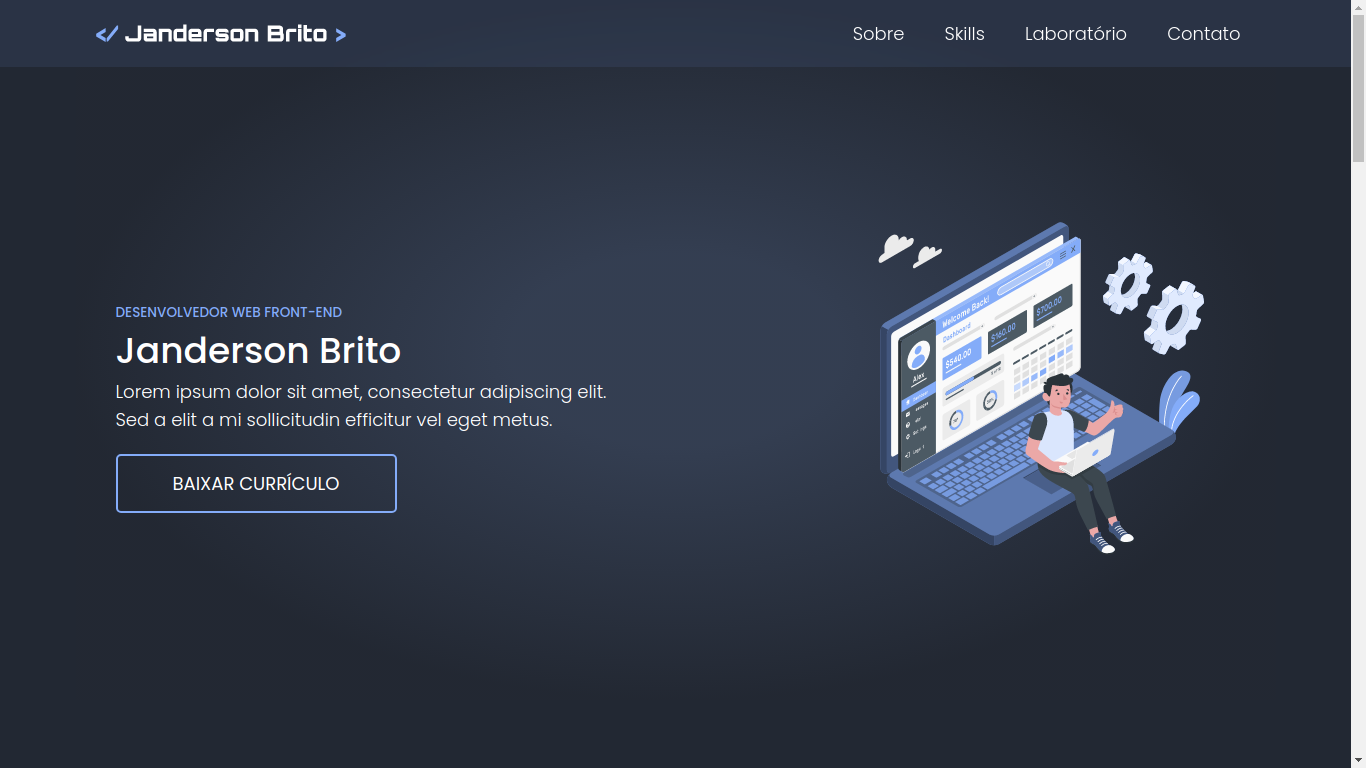 </ Janderson Brito >
Sobre Skills Laboratório Contato
DESENVOLVEDOR WEB FRONT-END
Janderson Brito
Lorem ipsum dolor sit amet, consectetur adipiscing elit.
Sed a elit a mi sollicitudin efficitur vel eget metus.
BAIXAR CURRÍCULO
Welcome Back!
Dashboard
$540.00
$160.00
$700.00
Alex